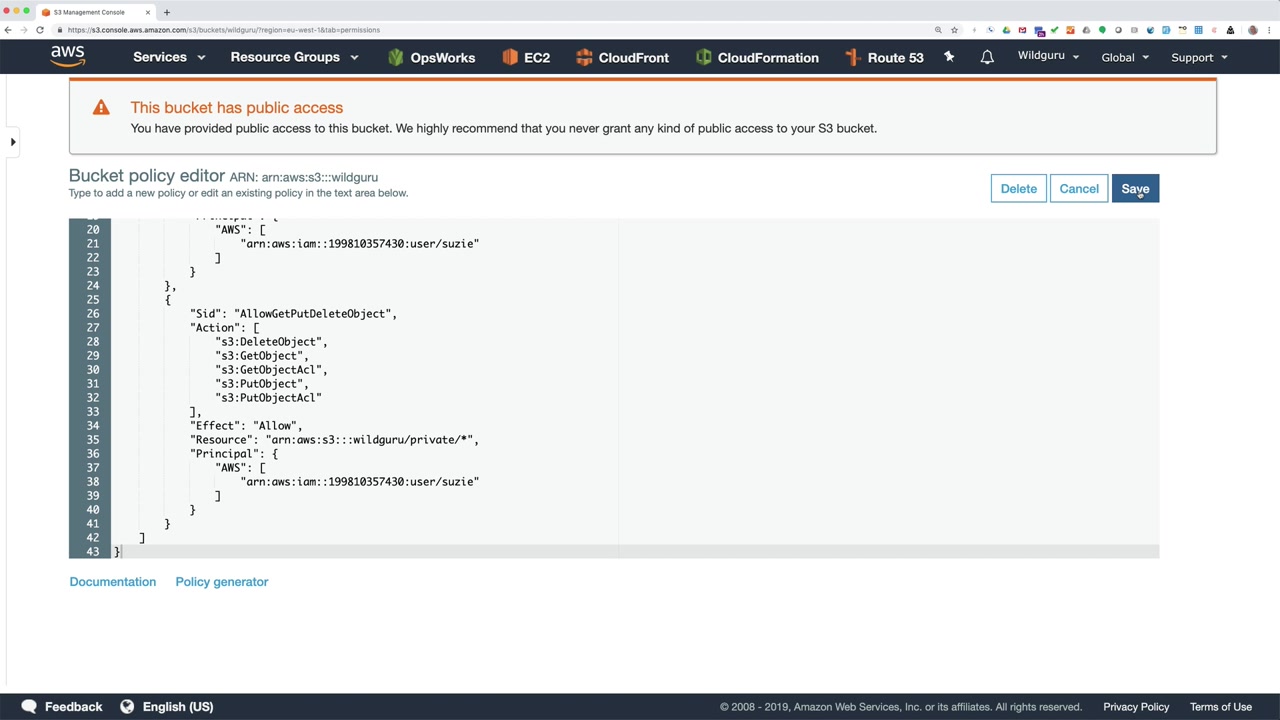 S3 Management Console
https://s3.console.aws.amazon.com/s3/buckets/wildguru/?region=eu-west-1&tab=permissions
aws
Services
Resource Groups
OpsWorks
EC2
CloudFront
CloudFormation
Route 53
Wildguru
Global
Support
This bucket has public access
You have provided public access to this bucket. We highly recommend that you never grant any kind of public access to your S3 bucket.
Bucket policy editor ARN: arn:aws:s3:::wildguru
Type to add a new policy or edit an existing policy in the text area below.
Delete
Cancel
Save
20 "AWS": [
21 "arn:aws:iam::199810357430:user/suzie"
22 ]
23 }
24 },
25 {
26 "Sid": "AllowGetPutDeleteObject",
27 "Action": [
28 "s3:DeleteObject",
29 "s3:GetObject",
30 "s3:GetObjectAcl",
31 "s3:PutObject",
32 "s3:PutObjectAcl"
33 ],
34 "Effect": "Allow",
35 "Resource": "arn:aws:s3:::wildguru/private/*",
36 "Principal": {
37 "AWS": [
38 "arn:aws:iam::199810357430:user/suzie"
39 ]
40 }
41 }
42 ]
43 }
Documentation
Policy generator
Feedback
English (US)
© 2008 - 2019, Amazon Web Services, Inc. or its affiliates. All rights reserved.
Privacy Policy
Terms of Use